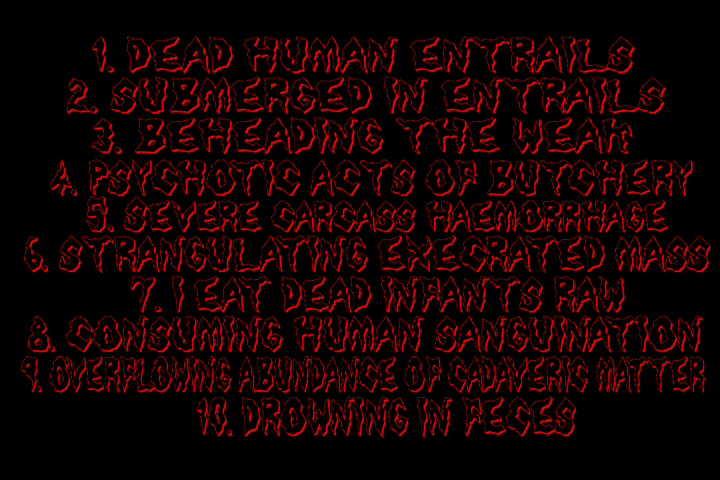 1. DEAD HUMAN ENTRAILS
2. SUBMERGED IN ENTRAILS
3. BEHEADING THE WEAK
4. PSYCHOTIC ACTS OF BUTCHERY
5. SEVERE CARCASS HAEMORRHAGE
6. STRANGULATING EXECRATED MASS
7. I EAT DEAD INFANTS RAW
8. CONSUMING HUMAN SANGUINATION
9. OVERFLOWING ABUNDANCE OF CADAVERIC MATTER
10. DROWNING IN FECES